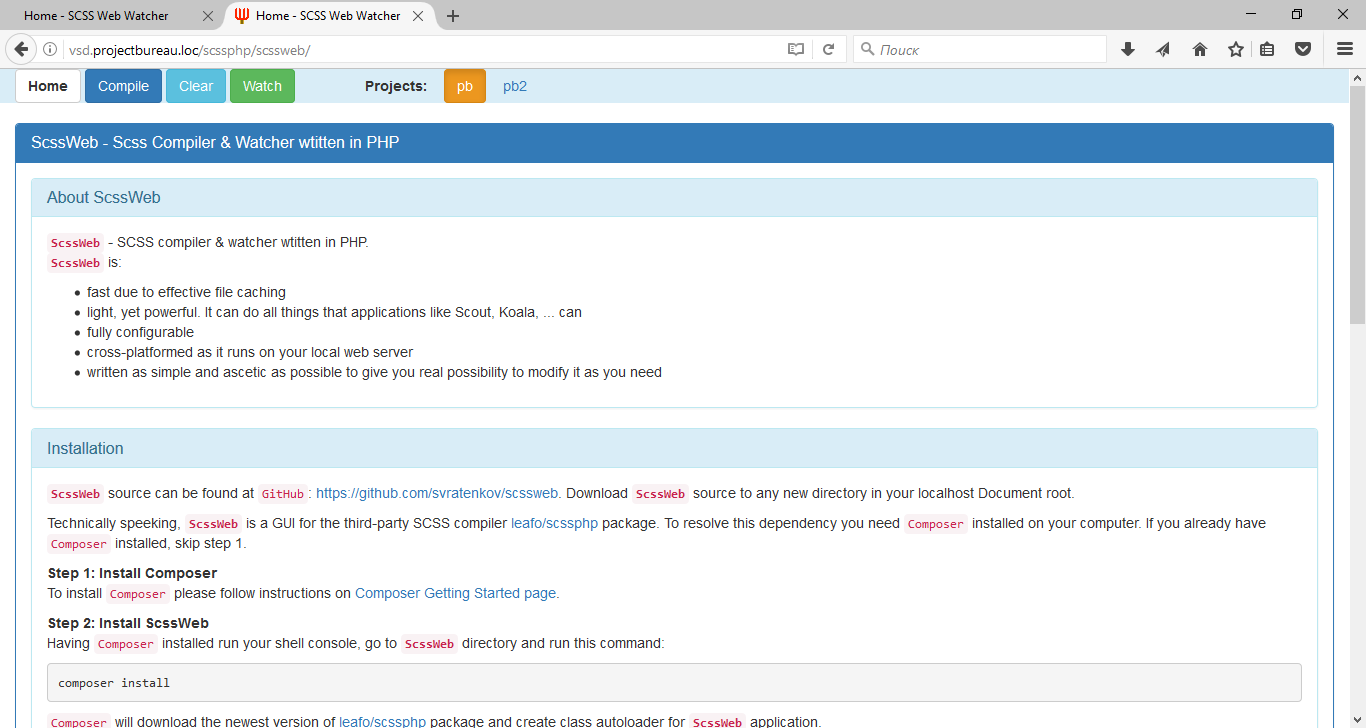 Home - SCSS Web Watcher
Home - SCSS Web Watcher
vsd.projectbureau.loc/scssphp/scssweb/
Поиск
Home Compile Clear Watch Projects: pb pb2
ScssWeb - Scss Compiler & Watcher wtitten in PHP
About ScssWeb
ScssWeb - SCSS compiler & watcher wtitten in PHP.
ScssWeb is:
• fast due to effective file caching
• light, yet powerful. It can do all things that applications like Scout, Koala, ... can
• fully configurable
• cross-platformed as it runs on your local web server
• written as simple and ascetic as possible to give you real possibility to modify it as you need
Installation
ScssWeb source can be found at GitHub : https://github.com/svratenkov/scssweb. Download ScssWeb source to any new directory in your localhost Document root.
Technically speeking, ScssWeb is a GUI for the third-party SCSS compiler leafo/scssphp package. To resolve this dependency you need Composer installed on your computer. If you already have
Composer installed, skip step 1.
Step 1: Install Composer
To install Composer please follow instructions on Composer Getting Started page.
Step 2: Install ScssWeb
Having Composer installed run your shell console, go to ScssWeb directory and run this command:
composer install
Composer will download the newest version of leafo/scssphp package and create class autoloader for ScssWeb application.